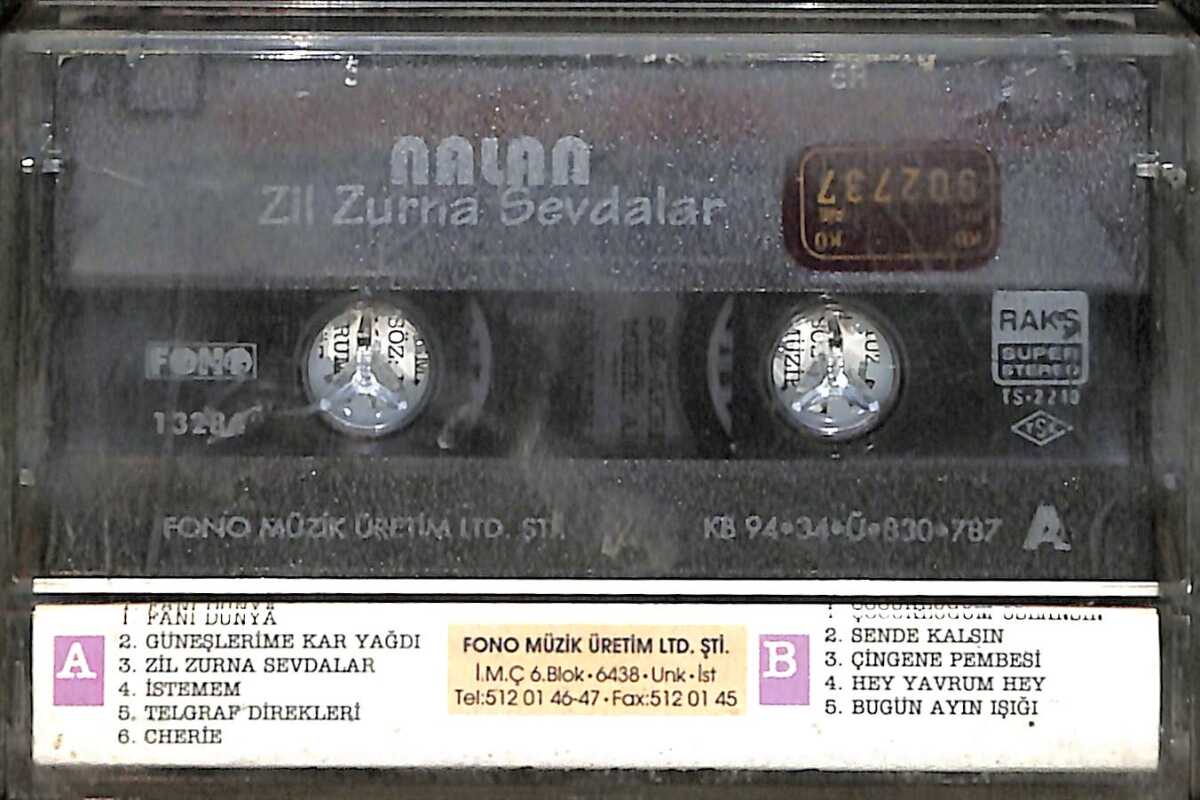 NALAN
Zil Zurna Sevdalar
902737
FONO
RAKS
SUPER
STEREO
TS-2210
TSE
FONO MÜZİK ÜRETİM LTD. ŞTİ.
KB 94•34•Ü•830•787
A
A
1. FANİ DÜNYA
2. GÜNEŞLERİME KAR YAĞDI
3. ZİL ZURNA SEVDALAR
4. İSTEMEM
5. TELGRAF DİREKLERİ
6. CHERIE
FONO MÜZİK ÜRETİM LTD. ŞTİ.
İ.M.Ç 6.Blok • 6438 • Unk • İst
Tel:512 01 46-47 • Fax:512 01 45
B
2. SENDE KALSIN
3. ÇİNGENE PEMBESİ
4. HEY YAVRUM HEY
5. BUGÜN AYIN IŞIĞI